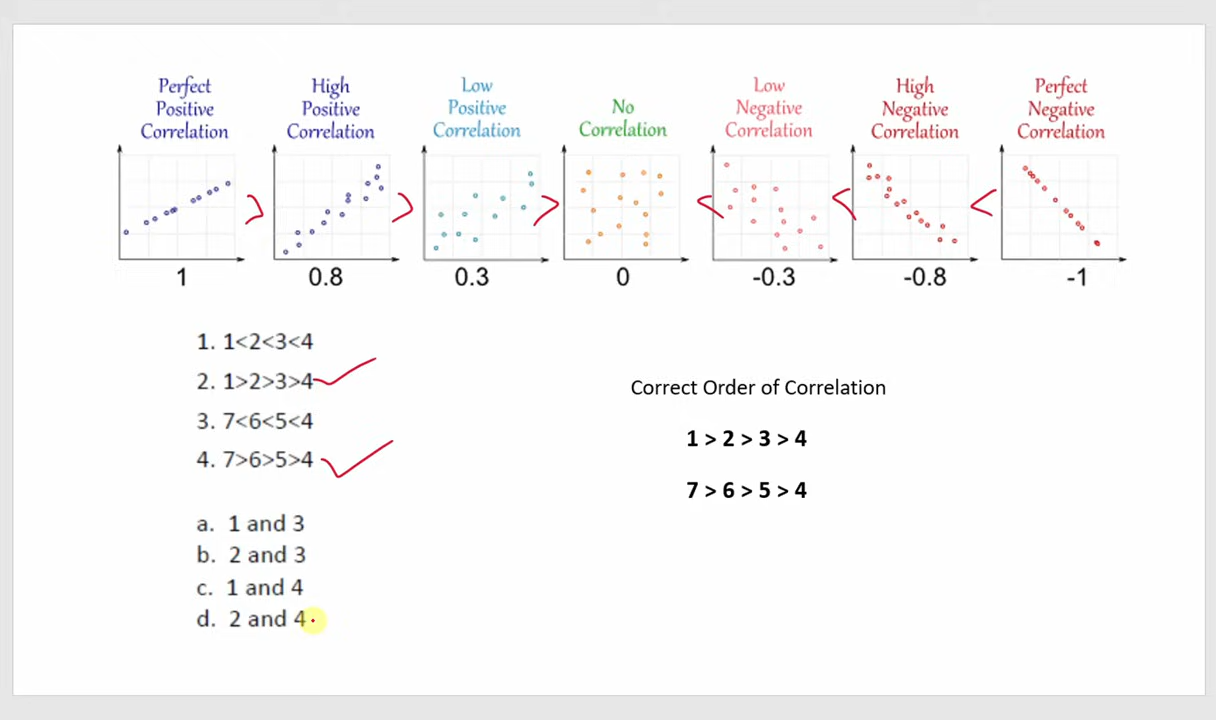 Perfect Positive Correlation
High Positive Correlation
Low Positive Correlation
No Correlation
Low Negative Correlation
High Negative Correlation
Perfect Negative Correlation
1 0.8 0.3 0 -0.3 -0.8 -1
1. 1<2<3<4
2. 1>2>3>4
3. 7<6<5<4
4. 7>6>5>4
a. 1 and 3
b. 2 and 3
c. 1 and 4
d. 2 and 4
Correct Order of Correlation
1 > 2 > 3 > 4
7 > 6 > 5 > 4